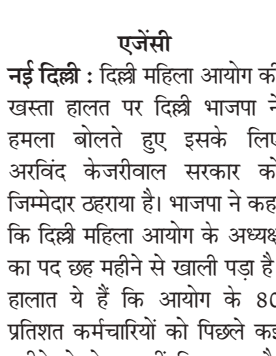 एजेंसी
नई दिल्ली : दिल्ली महिला आयोग की
खस्ता हालत पर दिल्ली भाजपा ने
हमला बोलते हुए इसके लिए
अरविंद केजरीवाल सरकार को
जिम्मेदार ठहराया है। भाजपा ने कहा
कि दिल्ली महिला आयोग के अध्यक्ष
का पद छह महीने से खाली पड़ा है
हालात ये हैं कि आयोग के 80
प्रतिशत कर्मचारियों को पिछले कई